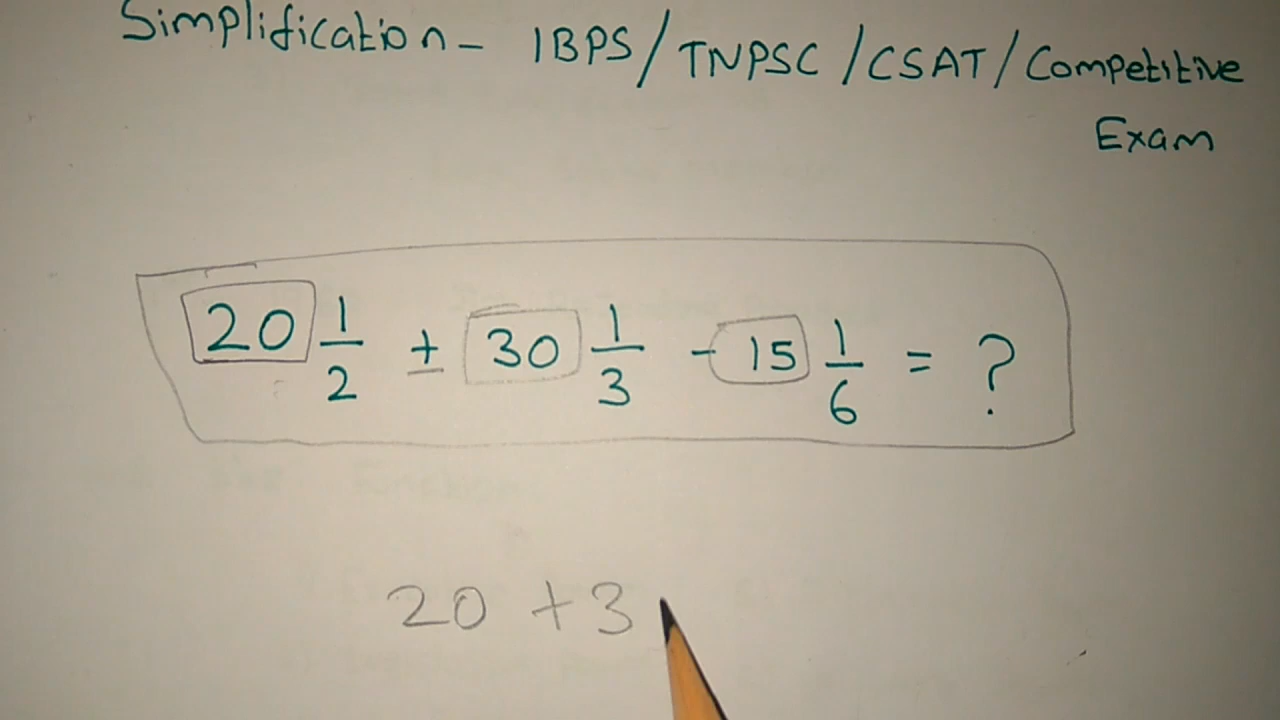 Simplification - IBPS/TNPSC/CSAT/Competitive
Exam
20 1/2 + 30 1/3 - 15 1/6 = ?
20 + 3